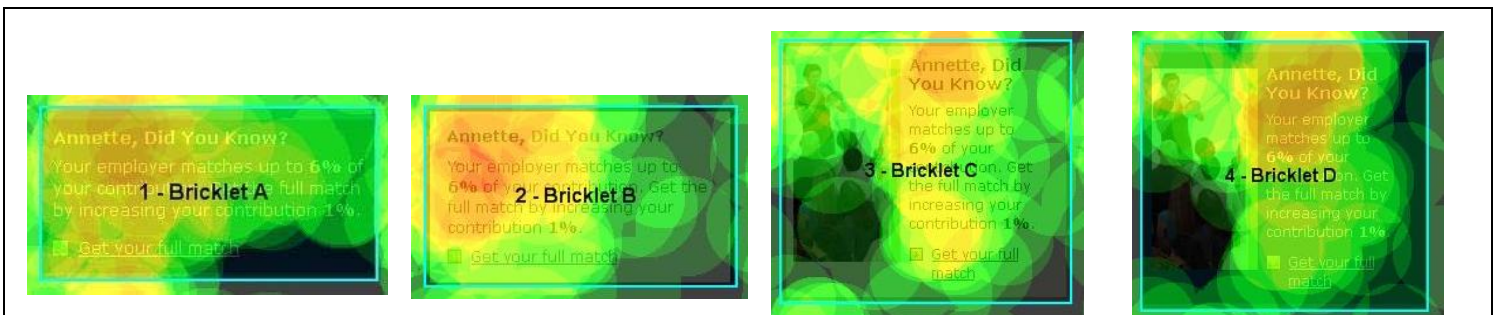 Annette, Did You Know?
Your employer matches up to 6% of
your full match
by increasing your contribution 1%.
1 - Bricklet A
Get your full match
Annette, Did You Know?
Your employer matches up to
6% of Get the
full match by increasing your
2 - Bricklet B
contribution 1%.
Get your full match
Annette, Did
You Know?
Your employer
matches up to
6% of your
Get
3 - Bricklet C
the full match by
increasing your
contribution 1%.
Get your full
match
Annette, Did
You Know?
Your employer
matches up to
6% of your
Get
4 - Bricklet D
the full match by
increasing your
contribution 1%.
Get your full
match